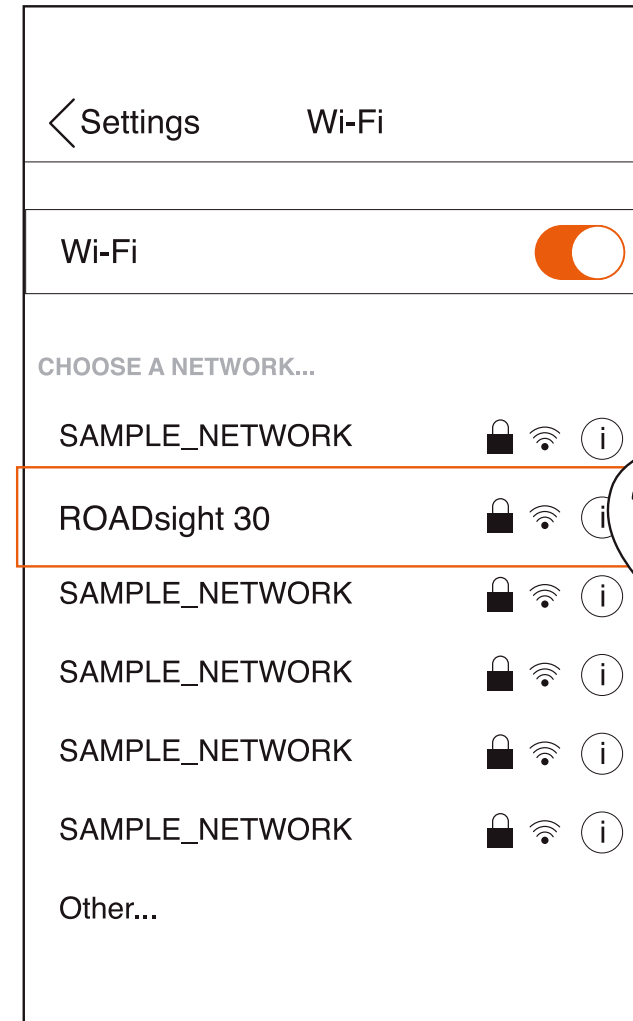 Settings Wi-Fi
Wi-Fi
CHOOSE A NETWORK...
SAMPLE_NETWORK i
ROADsight 30 i
SAMPLE_NETWORK i
SAMPLE_NETWORK i
SAMPLE_NETWORK i
SAMPLE_NETWORK i
Other...